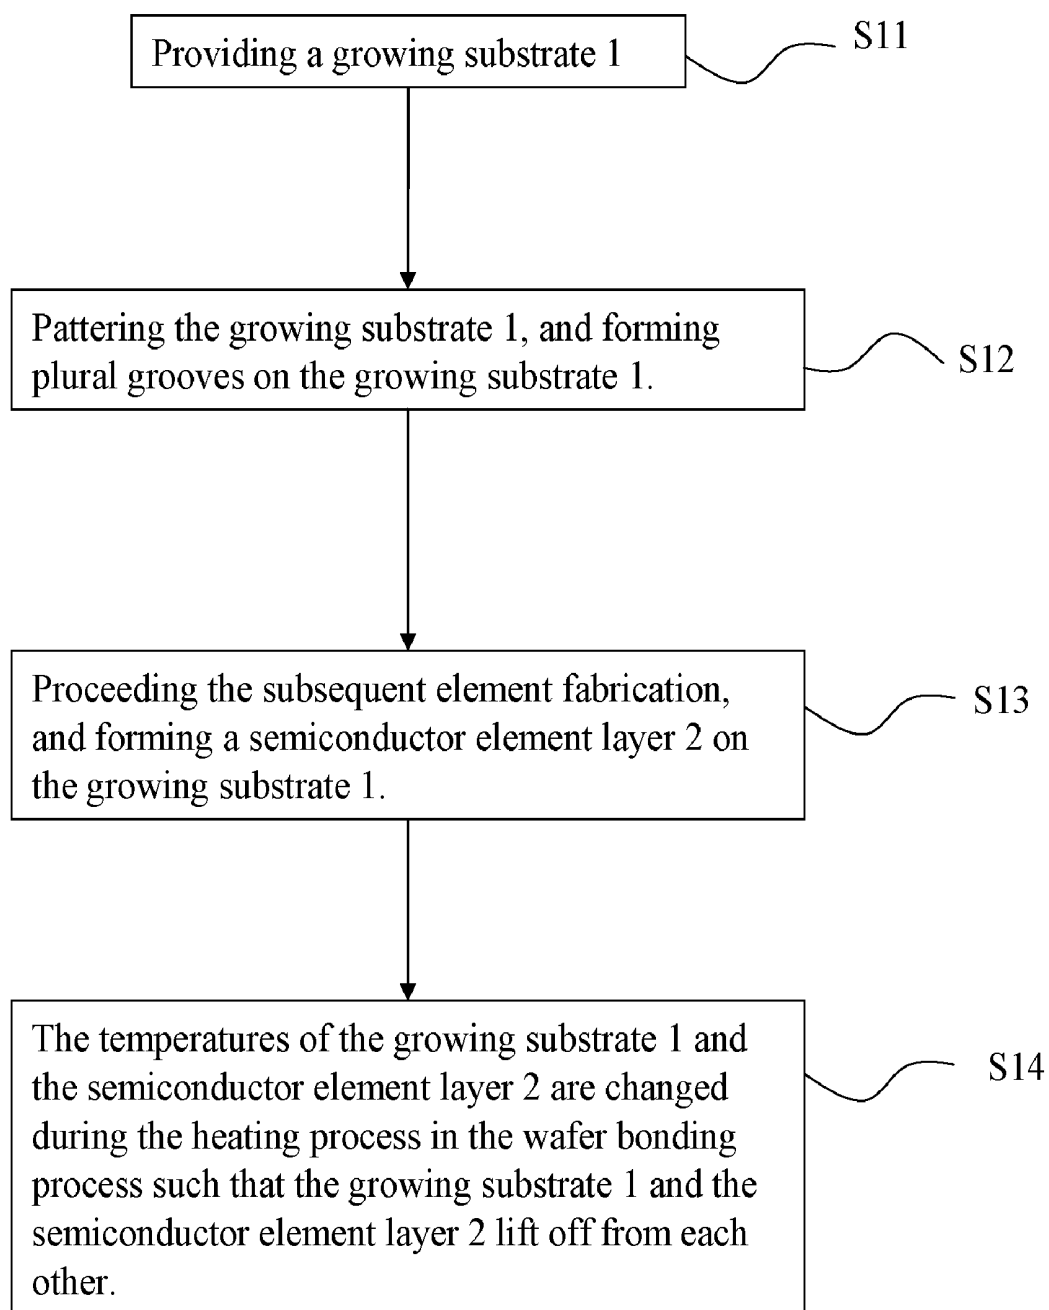 Providing a growing substrate 1
S11
Pattering the growing substrate 1, and forming
plural grooves on the growing substrate 1.
S12
Proceeding the subsequent element fabrication,
and forming a semiconductor element layer 2 on
the growing substrate 1.
S13
The temperatures of the growing substrate 1 and
the semiconductor element layer 2 are changed
during the heating process in the wafer bonding
process such that the growing substrate 1 and the
semiconductor element layer 2 lift off from each
other.
S14